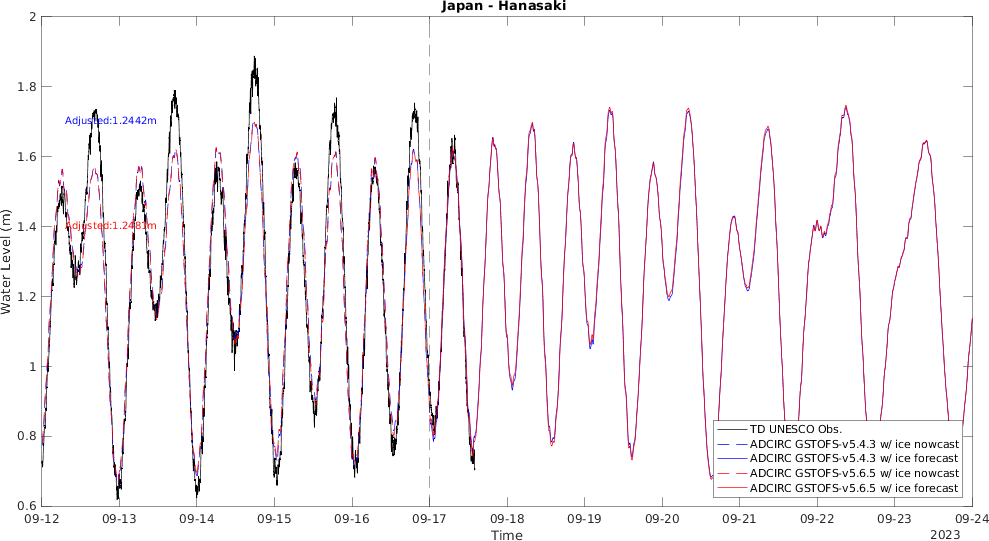 Japan - Hanasaki
2
1.8
1.6
1.4
1.2
1
0.8
0.6
Water Level (m)
Adjusted:1.2442m
Adjusted:1.2481m
TD UNESCO Obs.
ADCIRC GSTOFS-v5.4.3 w/ ice nowcast
ADCIRC GSTOFS-v5.4.3 w/ ice forecast
ADCIRC GSTOFS-v5.6.5 w/ ice nowcast
ADCIRC GSTOFS-v5.6.5 w/ ice forecast
09-12 09-13 09-14 09-15 09-16 09-17 09-18 09-19 09-20 09-21 09-22 09-23 09-24
Time
2023